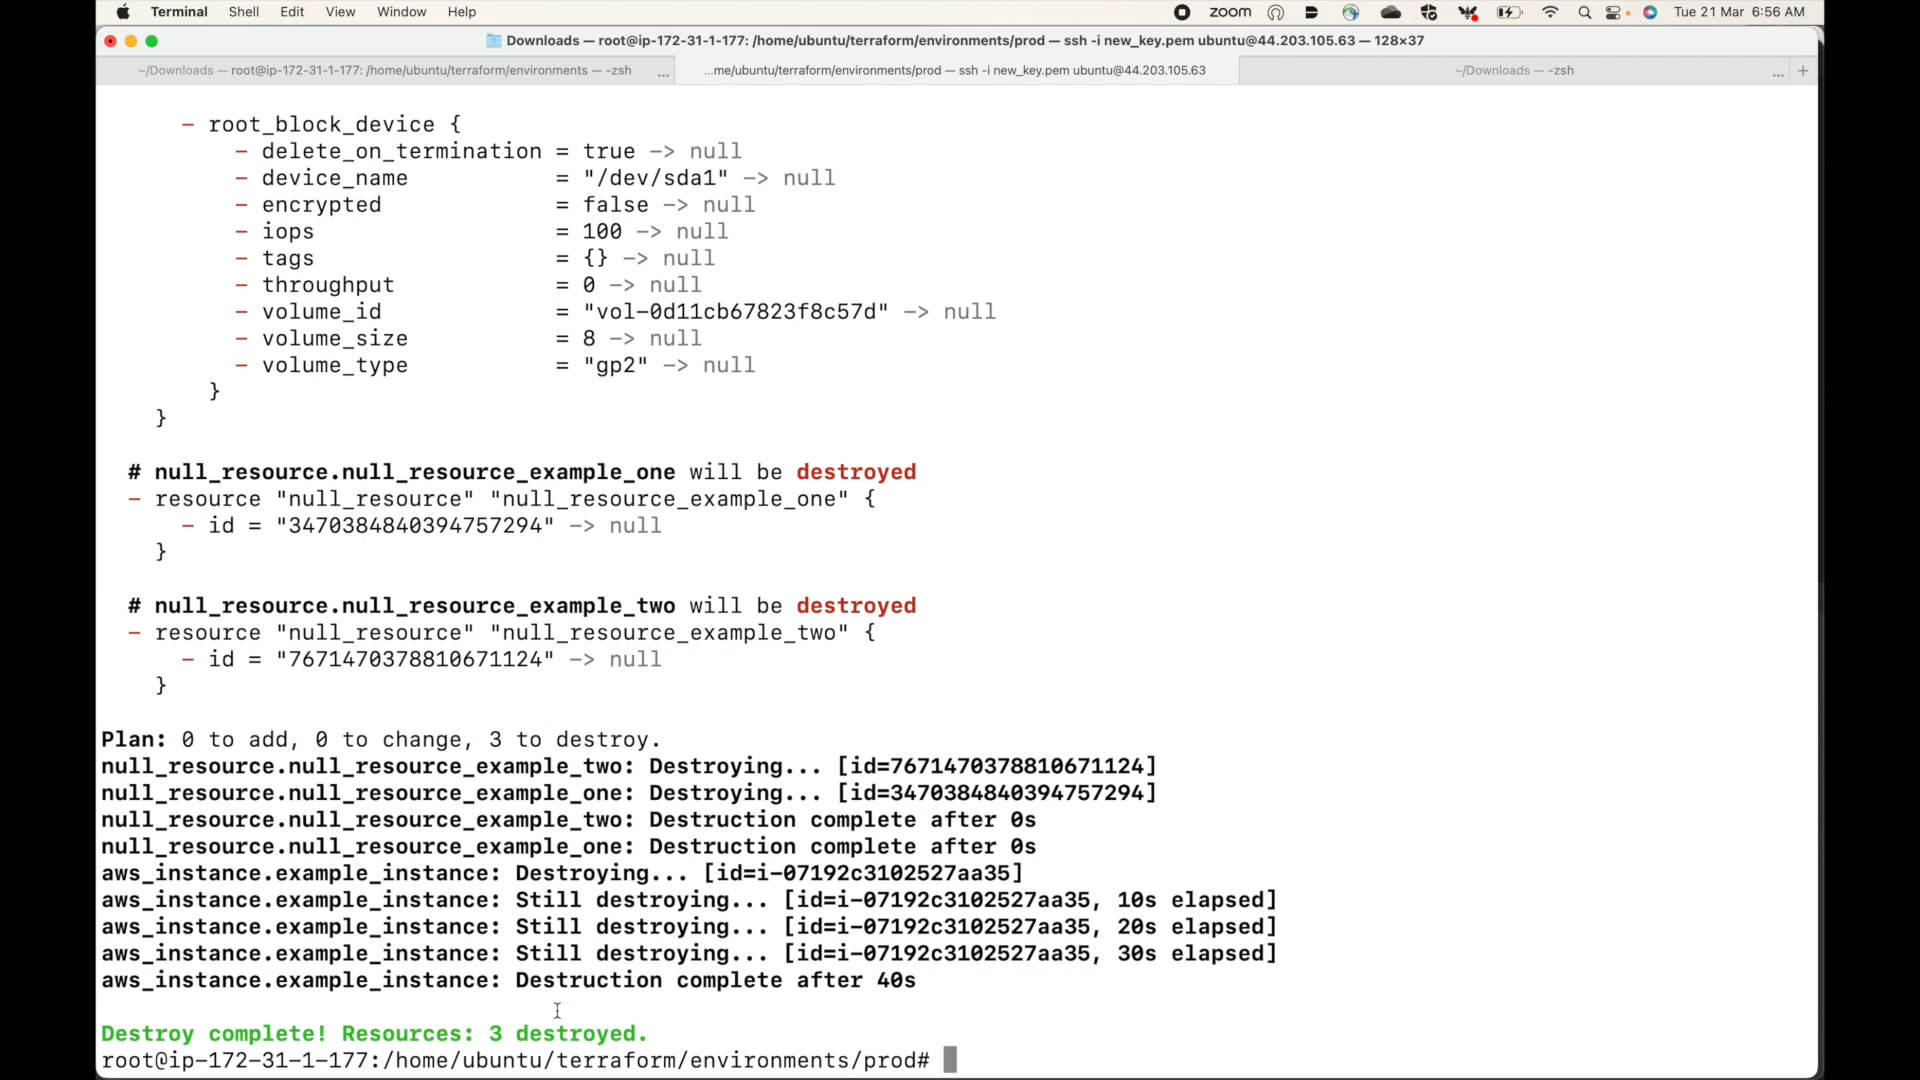 Terminal Shell Edit View Window Help zoom Tue 21 Mar 6:56 AM
Downloads — root@ip-172-31-1-177: /home/ubuntu/terraform/environments/prod — ssh -i new_key.pem ubuntu@44.203.105.63 — 128×37
~/Downloads — root@ip-172-31-1-177: /home/ubuntu/terraform/environments — -zsh ... ...me/ubuntu/terraform/environments/prod — ssh -i new_key.pem ubuntu@44.203.105.63 ~/Downloads — -zsh ... +
- root_block_device {
- delete_on_termination = true -> null
- device_name = "/dev/sda1" -> null
- encrypted = false -> null
- iops = 100 -> null
- tags = {} -> null
- throughput = 0 -> null
- volume_id = "vol-0d11cb67823f8c57d" -> null
- volume_size = 8 -> null
- volume_type = "gp2" -> null
}
}
# null_resource.null_resource_example_one will be destroyed
- resource "null_resource" "null_resource_example_one" {
- id = "3470384840394757294" -> null
}
# null_resource.null_resource_example_two will be destroyed
- resource "null_resource" "null_resource_example_two" {
- id = "7671470378810671124" -> null
}
Plan: 0 to add, 0 to change, 3 to destroy.
null_resource.null_resource_example_two: Destroying... [id=7671470378810671124]
null_resource.null_resource_example_one: Destroying... [id=3470384840394757294]
null_resource.null_resource_example_two: Destruction complete after 0s
null_resource.null_resource_example_one: Destruction complete after 0s
aws_instance.example_instance: Destroying... [id=i-07192c3102527aa35]
aws_instance.example_instance: Still destroying... [id=i-07192c3102527aa35, 10s elapsed]
aws_instance.example_instance: Still destroying... [id=i-07192c3102527aa35, 20s elapsed]
aws_instance.example_instance: Still destroying... [id=i-07192c3102527aa35, 30s elapsed]
aws_instance.example_instance: Destruction complete after 40s
Destroy complete! Resources: 3 destroyed.
root@ip-172-31-1-177:/home/ubuntu/terraform/environments/prod#